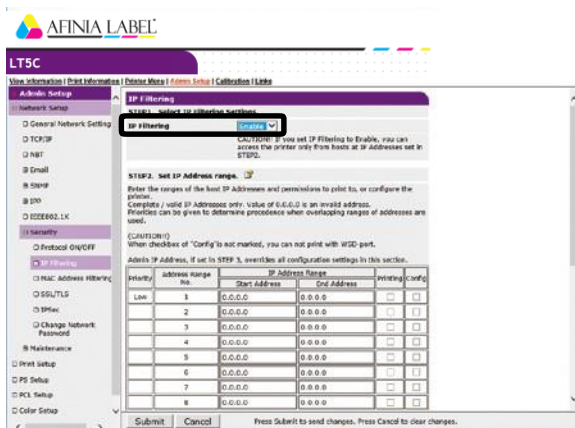 AFINIA LABEL
LT5C
View Information | Print Information | Printer Menu | Admin Setup | Calibration | Links
Admin Setup
Network Setup
General Network Setting
TCP/IP
NBT
Email
SNMP
IPP
IEEE802.1X
Security
Protocol ON/OFF
IP Filtering
MAC Address Filtering
SSL/TLS
IPSec
Change Network
Password
Maintenance
Print Setup
PS Setup
PCL Setup
Color Setup
IP Filtering
STEP1. Select IP Filtering Settings.
IP Filtering
Enable
CAUTION!! If you set IP Filtering to Enable, you can
access the printer only from hosts at IP Addresses set in
STEP2.
STEP2. Set IP Address range.
Enter the ranges of the host IP Addresses and permissions to print to, or configure the
printer.
Complete / valid IP Addresses only. Value of 0.0.0.0 is an invalid address.
Priorities can be given to determine precedence when overlapping ranges of addresses are
used.
(CAUTION!)
When checkbox of "Config"is not marked, you can not print with WSD-port.
Admin IP Address, if set in STEP 3, overrides all configuration settings in this section.
Priority Address Range No. IP Address Range Printing Config
Start Address End Address
Low 1 0.0.0.0 0.0.0.0
2 0.0.0.0 0.0.0.0
3 0.0.0.0 0.0.0.0
4 0.0.0.0 0.0.0.0
5 0.0.0.0 0.0.0.0
6 0.0.0.0 0.0.0.0
7 0.0.0.0 0.0.0.0
8 0.0.0.0 0.0.0.0
Submit Cancel Press Submit to send changes. Press Cancel to clear changes.